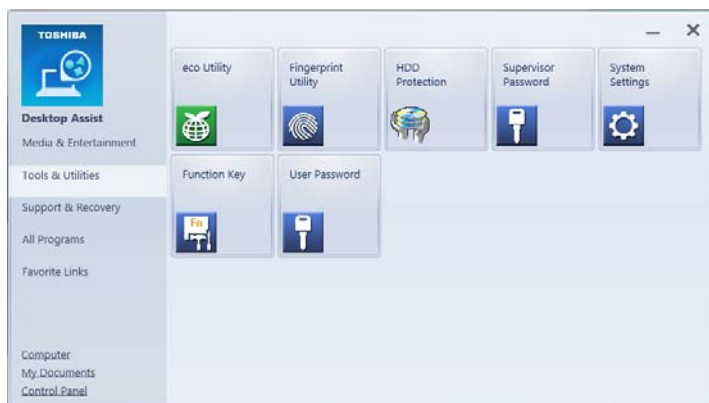 TOSHIBA
Desktop Assist
Media & Entertainment
Tools & Utilities
Support & Recovery
All Programs
Favorite Links
Computer
My Documents
Control Panel
eco Utility
Fingerprint
Utility
HDD
Protection
Supervisor
Password
System
Settings
Function Key
Fn
User Password